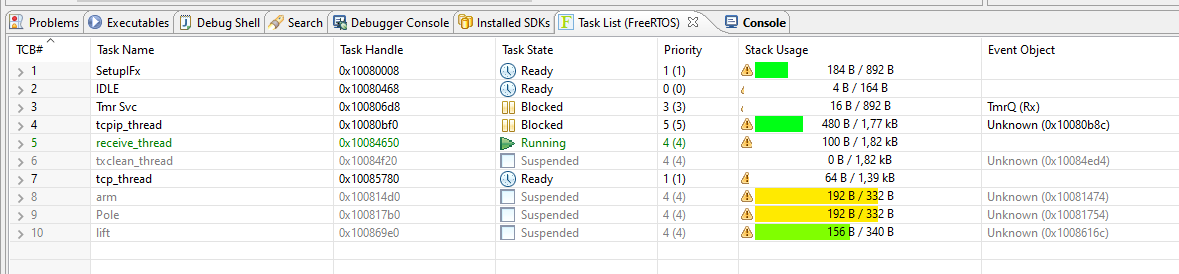 Problems Executables Debug Shell Search Debugger Console Installed SDKs Task List (FreeRTOS) Console
TCB# Task Name Task Handle Task State Priority Stack Usage Event Object
1 SetupIFx 0x10080008 Ready 1 (1) 184 B / 892 B
2 IDLE 0x10080468 Ready 0 (0) 4 B / 164 B
3 Tmr Svc 0x100806d8 Blocked 3 (3) 16 B / 892 B TmrQ (Rx)
4 tcpip_thread 0x10080bf0 Blocked 5 (5) 480 B / 1,77 kB Unknown (0x10080b8c)
5 receive_thread 0x10084650 Running 4 (4) 100 B / 1,82 kB
6 txclean_thread 0x10084f20 Suspended 4 (4) 0 B / 1,82 kB Unknown (0x10084ed4)
7 tcp_thread 0x10085780 Ready 1 (1) 64 B / 1,39 kB
8 arm 0x100814d0 Suspended 4 (4) 192 B / 332 B Unknown (0x10081474)
9 Pole 0x100817b0 Suspended 4 (4) 192 B / 332 B Unknown (0x10081754)
10 lift 0x100869e0 Suspended 4 (4) 156 B / 340 B Unknown (0x1008616c)